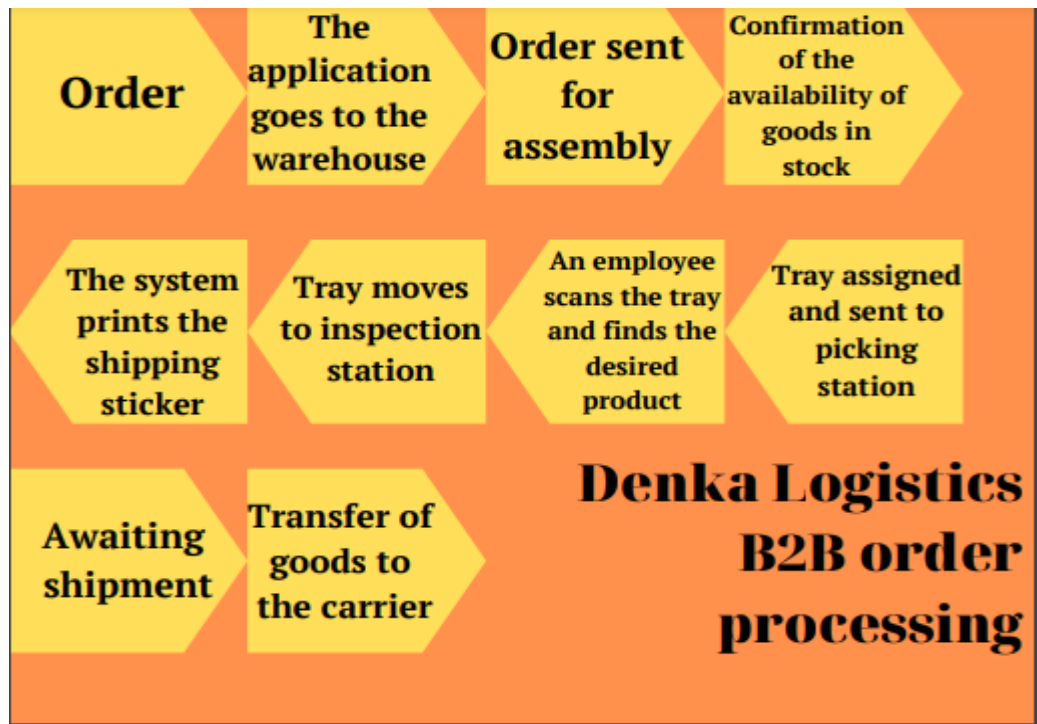 Order
The
application
goes to the
warehouse
Order sent
for
assembly
Confirmation
of the
availability of
goods in
stock
Tray assigned
and sent to
picking
station
An employee
scans the tray
and finds the
desired
product
Tray moves
to inspection
station
The system
prints the
shipping
sticker
Awaiting
shipment
Transfer of
goods to
the carrier
Denka Logistics
B2B order
processing